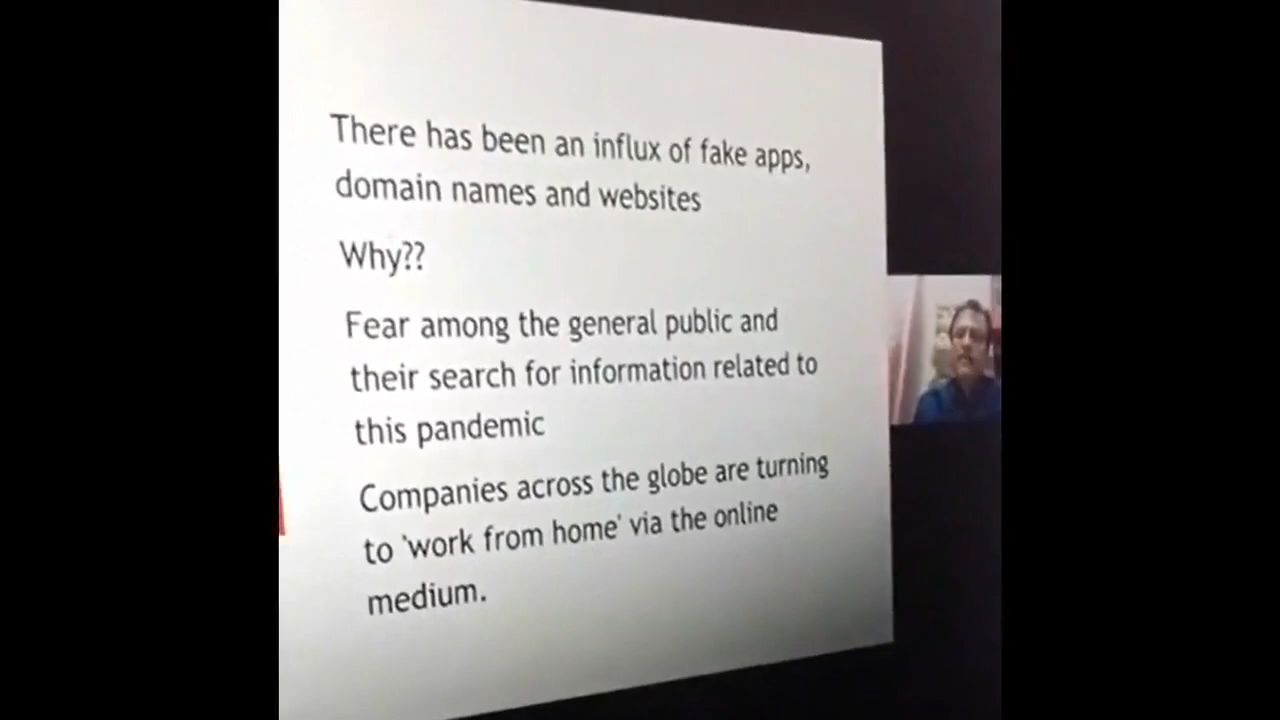 There has been an influx of fake apps,
domain names and websites
Why??
Fear among the general public and
their search for information related to
this pandemic
Companies across the globe are turning
to 'work from home' via the online
medium.